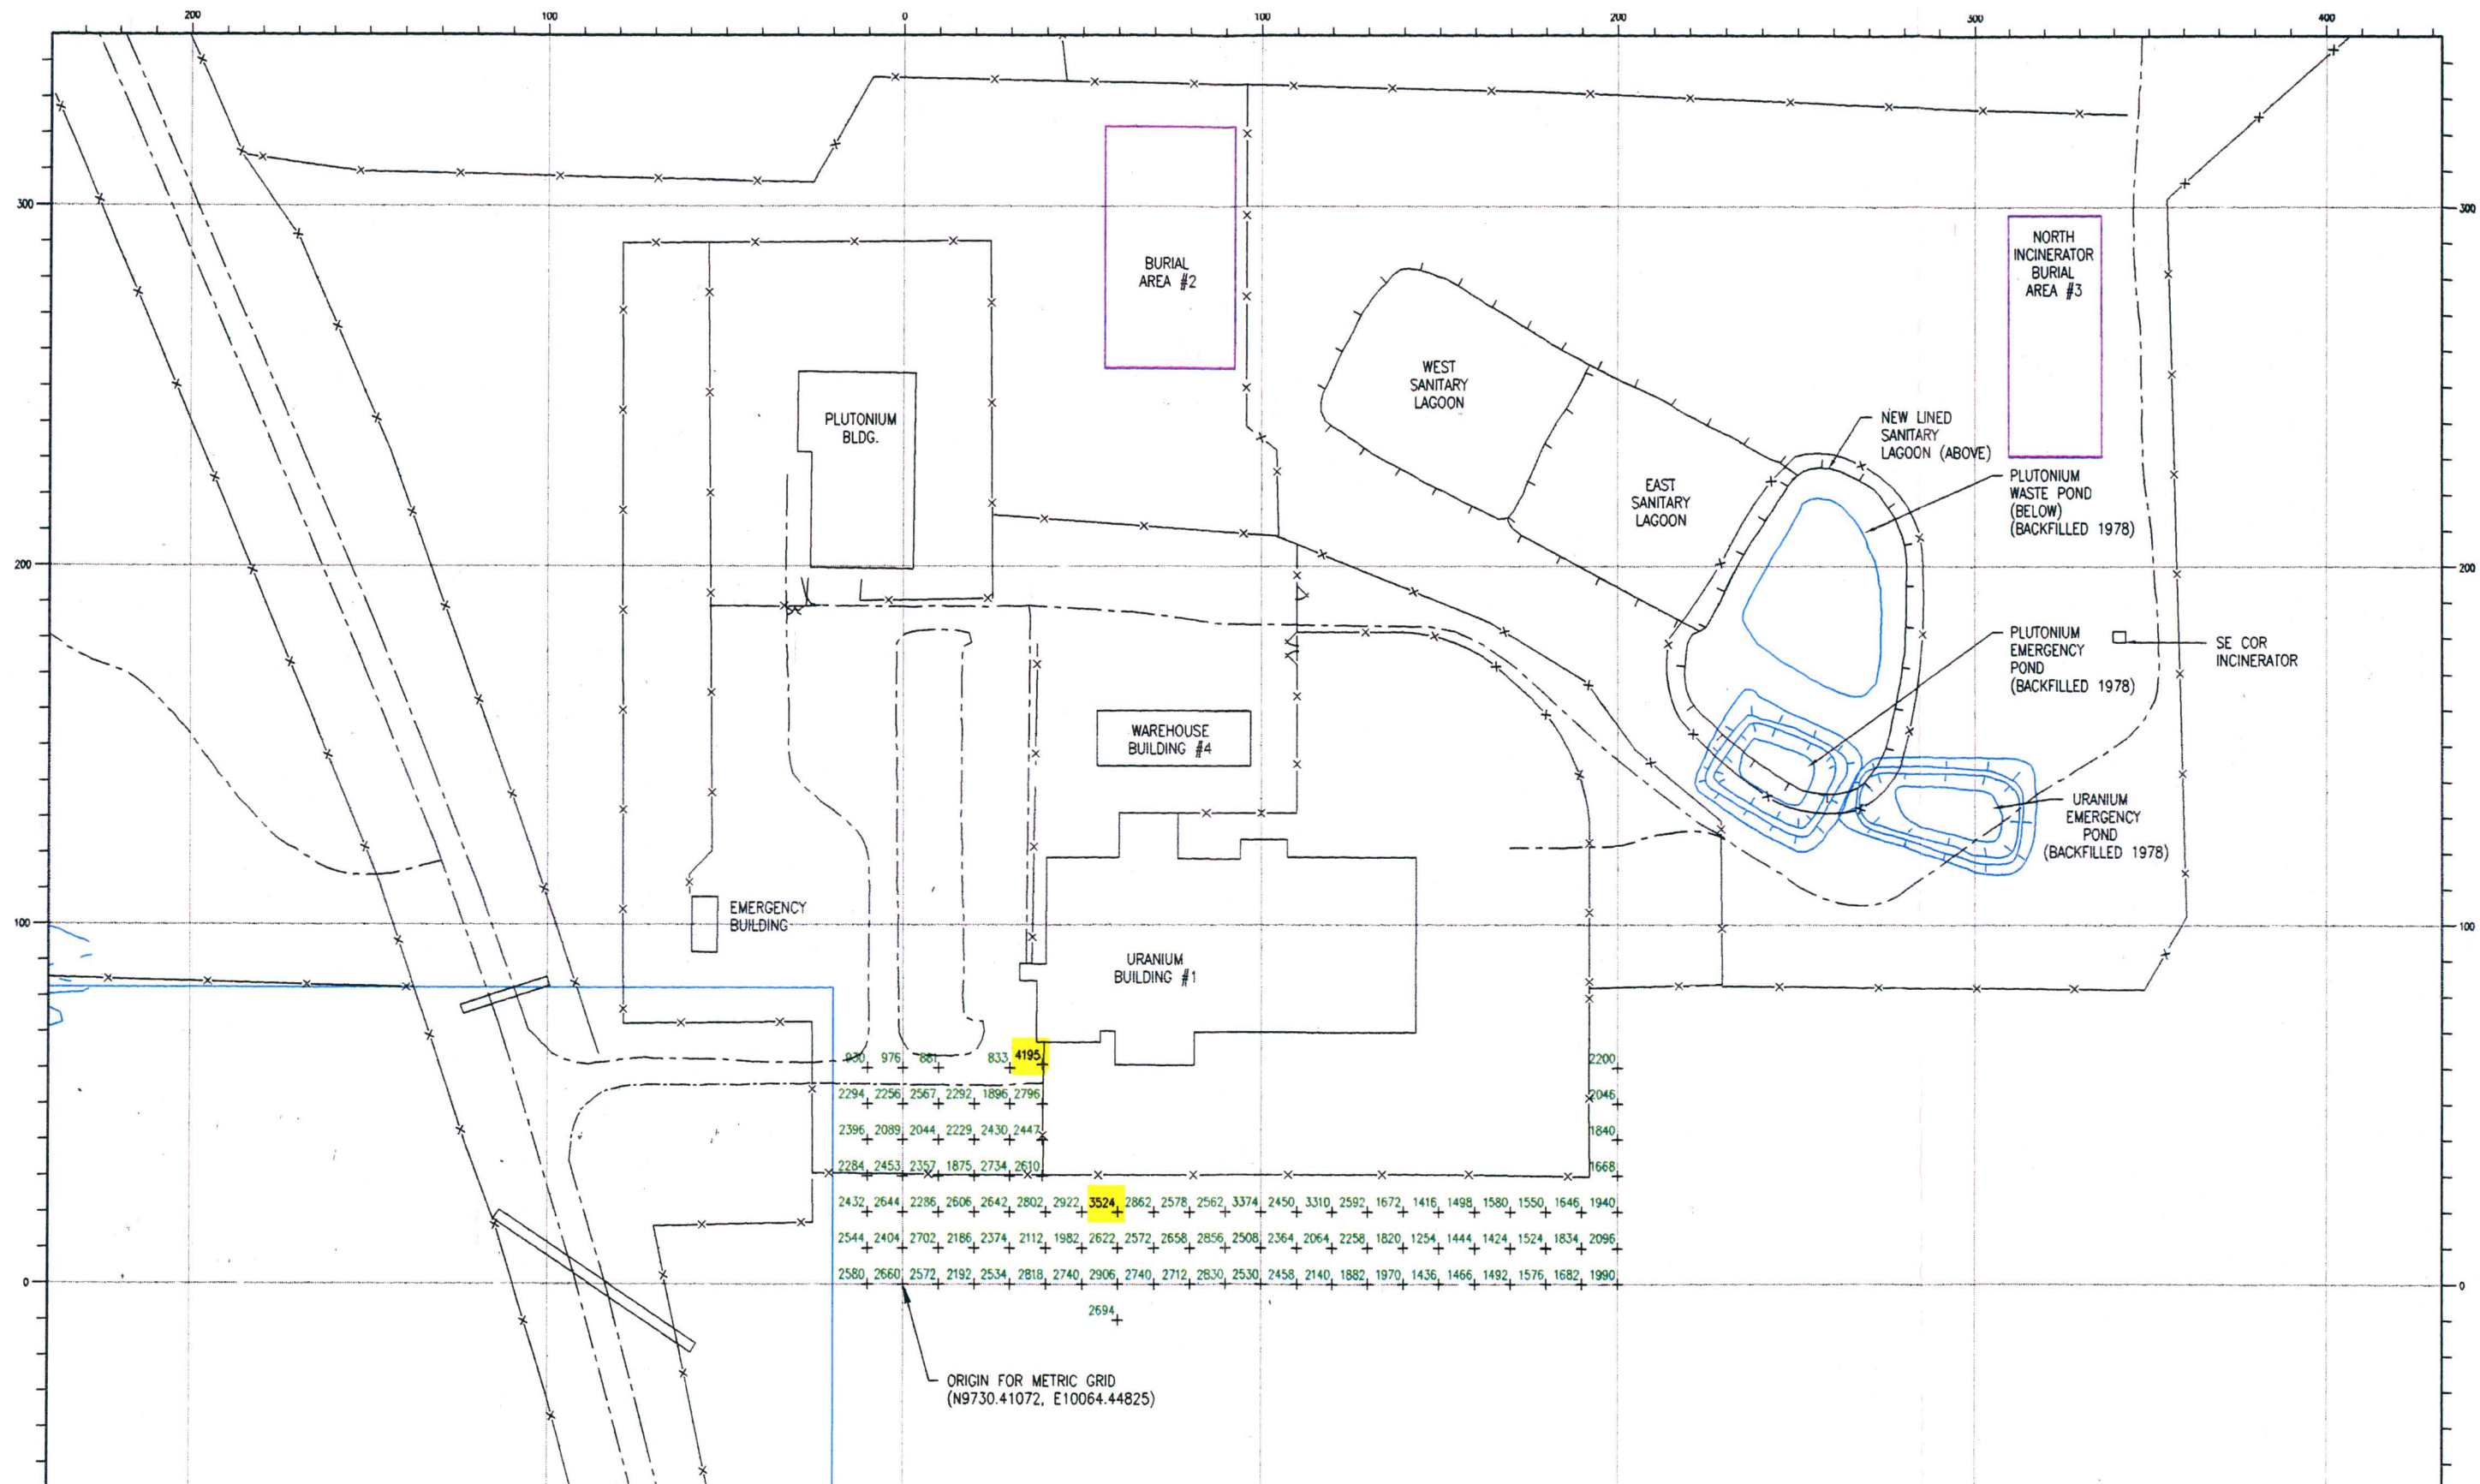 200 100 0 100 200 300 400
300 300
BURIAL
AREA #2
NORTH
INCINERATOR
BURIAL
AREA #3
PLUTONIUM
BLDG.
WEST
SANITARY
LAGOON
EAST
SANITARY
LAGOON
NEW LINED
SANITARY
LAGOON (ABOVE)
PLUTONIUM
WASTE POND
(BELOW)
(BACKFILLED 1978)
200 200
PLUTONIUM
EMERGENCY
POND
(BACKFILLED 1978)
SE COR
INCINERATOR
WAREHOUSE
BUILDING #4
URANIUM
EMERGENCY
POND
(BACKFILLED 1978)
EMERGENCY
BUILDING
100 100
URANIUM
BUILDING #1
930 976 881 833 4195 2200
2294 2256 2567 2292 1896 2796 2046
2396 2089 2044 2229 2430 2447 1840
2284 2453 2357 1875 2734 2610 1668
2432 2644 2286 2606 2642 2802 2922 3524 2862 2578 2562 3374 2450 3310 2592 1672 1416 1498 1580 1550 1646 1940
2544 2404 2702 2186 2374 2112 1982 2622 2572 2658 2856 2508 2364 2064 2258 1820 1254 1444 1424 1524 1834 2096
0 2580 2660 2572 2192 2534 2818 2740 2906 2740 2712 2830 2530 2458 2140 1882 1970 1436 1466 1492 1576 1682 1990 0
2694
ORIGIN FOR METRIC GRID
(N9730.41072, E10064.44825)